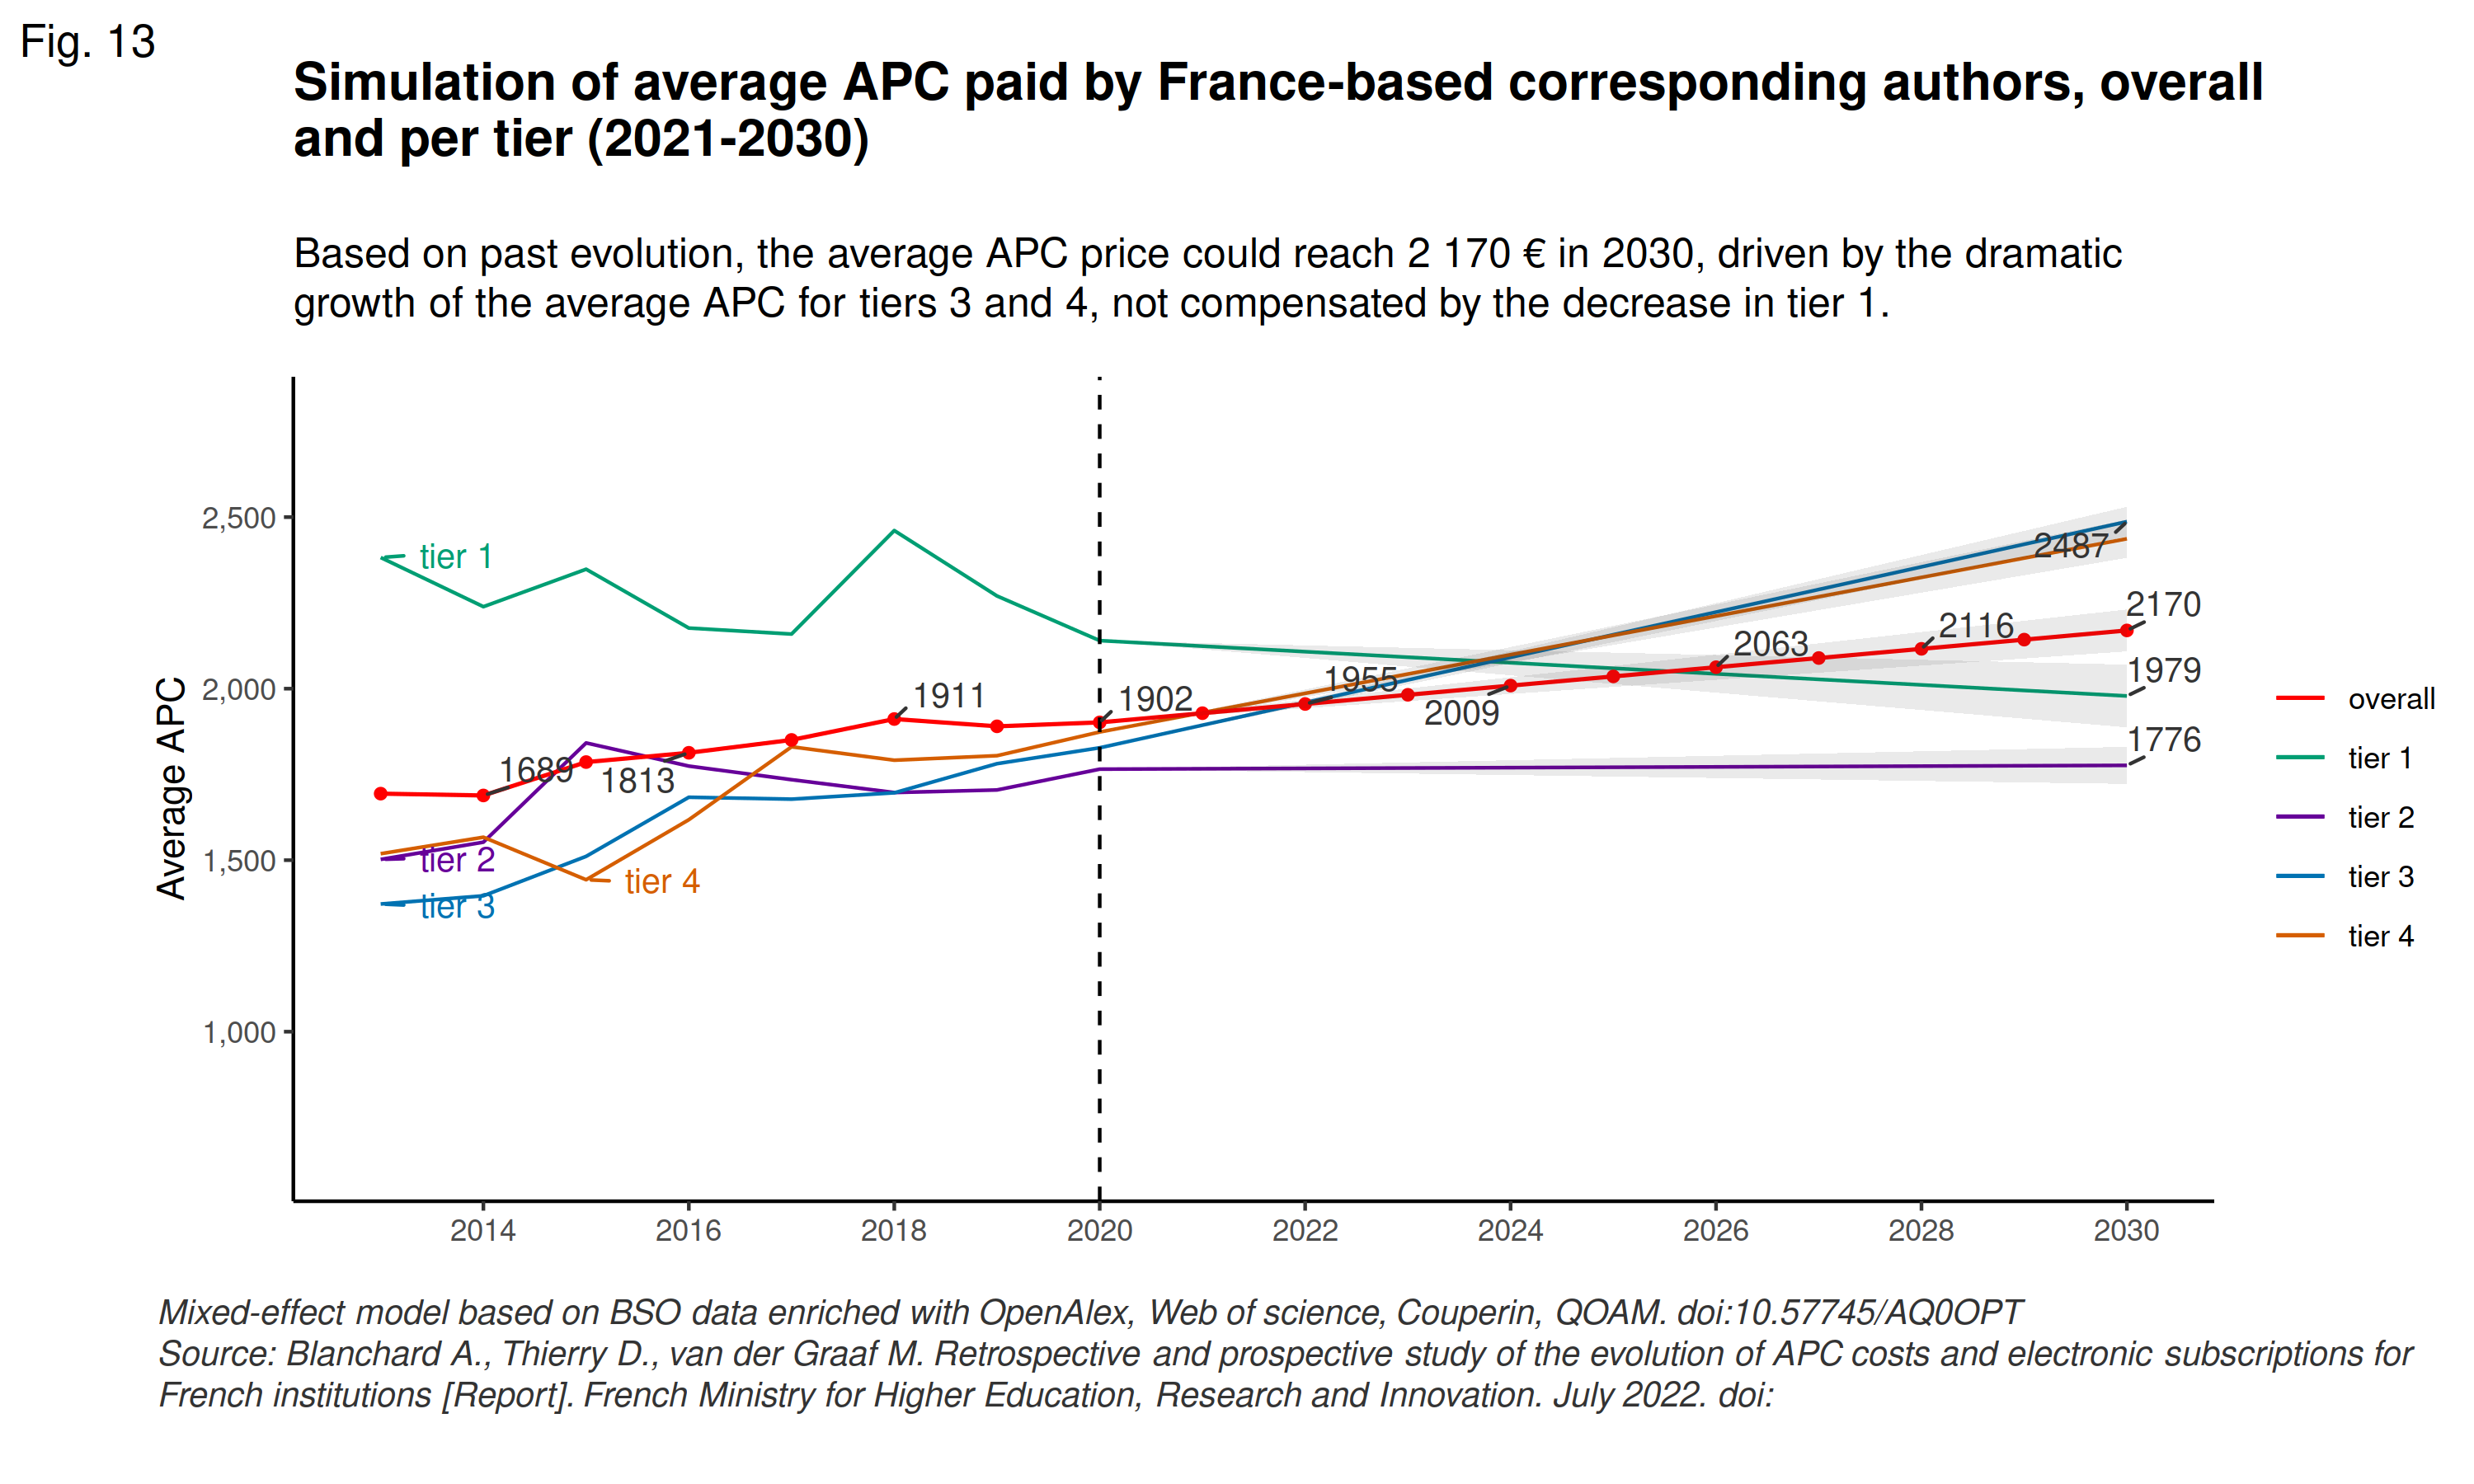 Fig. 13
Simulation of average APC paid by France-based corresponding authors, overall
and per tier (2021-2030)
Based on past evolution, the average APC price could reach 2 170 € in 2030, driven by the dramatic
growth of the average APC for tiers 3 and 4, not compensated by the decrease in tier 1.
Average APC
2,500
2,000
1,500
1,000
tier 1
tier 2
tier 3
tier 4
1689
1813
1911
1902
1955
2009
2063
2116
2487
2170
1979
1776
overall
tier 1
tier 2
tier 3
tier 4
2014
2016
2018
2020
2022
2024
2026
2028
2030
Mixed-effect model based on BSO data enriched with OpenAlex, Web of science, Couperin, QOAM. doi:10.57745/AQ0OPT
Source: Blanchard A., Thierry D., van der Graaf M. Retrospective and prospective study of the evolution of APC costs and electronic subscriptions for
French institutions [Report]. French Ministry for Higher Education, Research and Innovation. July 2022. doi: